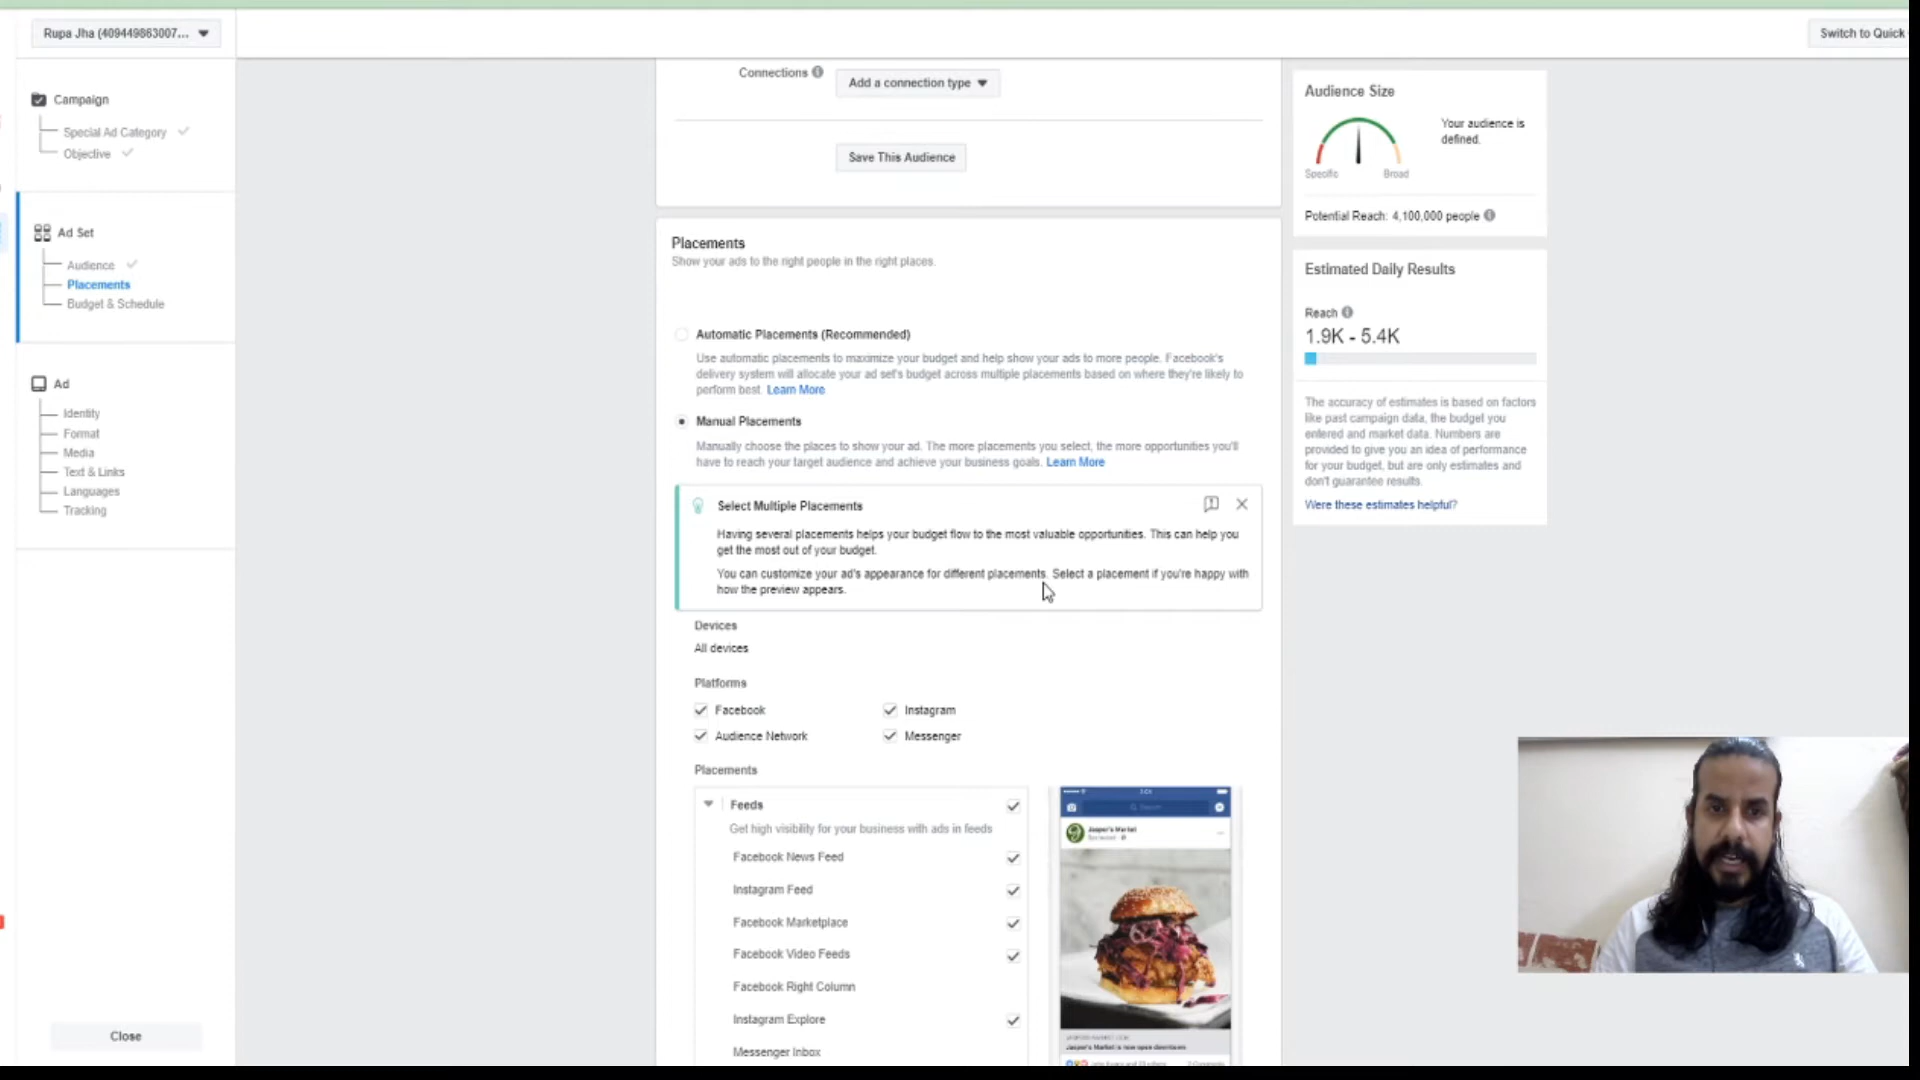 Rupa Jha (409449863007...
Switch to Quick
Campaign
Special Ad Category
Objective
Ad Set
Audience
Placements
Budget & Schedule
Ad
Identity
Format
Media
Text & Links
Languages
Tracking
Close
Connections
Add a connection type
Save This Audience
Placements
Show your ads to the right people in the right places.
Automatic Placements (Recommended)
Use automatic placements to maximize your budget and help show your ads to more people. Facebook's
delivery system will allocate your ad set's budget across multiple placements based on where they're likely to
perform best. Learn More
Manual Placements
Manually choose the places to show your ad. The more placements you select, the more opportunities you'll
have to reach your target audience and achieve your business goals. Learn More
Select Multiple Placements
Having several placements helps your budget flow to the most valuable opportunities. This can help you
get the most out of your budget.
You can customize your ad's appearance for different placements. Select a placement if you're happy with
how the preview appears.
Devices
All devices
Platforms
Facebook
Instagram
Audience Network
Messenger
Placements
Feeds
Get high visibility for your business with ads in feeds
Facebook News Feed
Instagram Feed
Facebook Marketplace
Facebook Video Feeds
Facebook Right Column
Instagram Explore
Messenger Inbox
Search
Jasper's Market
Jasper's Market is now open downtown
Audience Size
Your audience is
defined.
Specific
Broad
Potential Reach: 4,100,000 people
Estimated Daily Results
Reach
1.9K - 5.4K
The accuracy of estimates is based on factors
like past campaign data, the budget you
entered and market data. Numbers are
provided to give you an idea of performance
for your budget, but are only estimates and
don't guarantee results.
Were these estimates helpful?